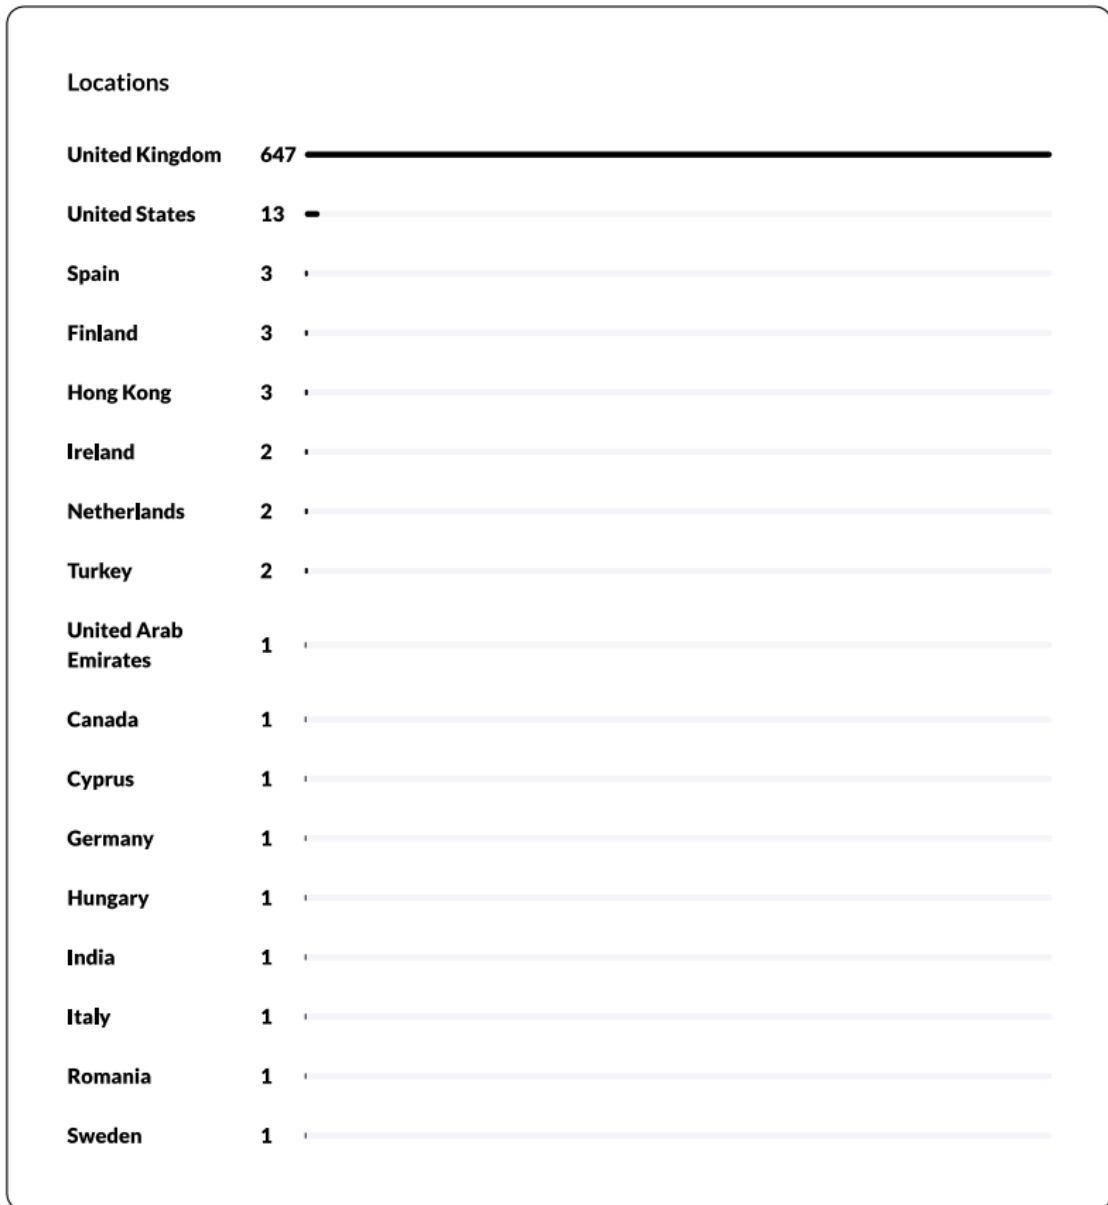 Locations
United Kingdom 647
United States 13
Spain 3
Finland 3
Hong Kong 3
Ireland 2
Netherlands 2
Turkey 2
United Arab
Emirates 1
Canada 1
Cyprus 1
Germany 1
Hungary 1
India 1
Italy 1
Romania 1
Sweden 1